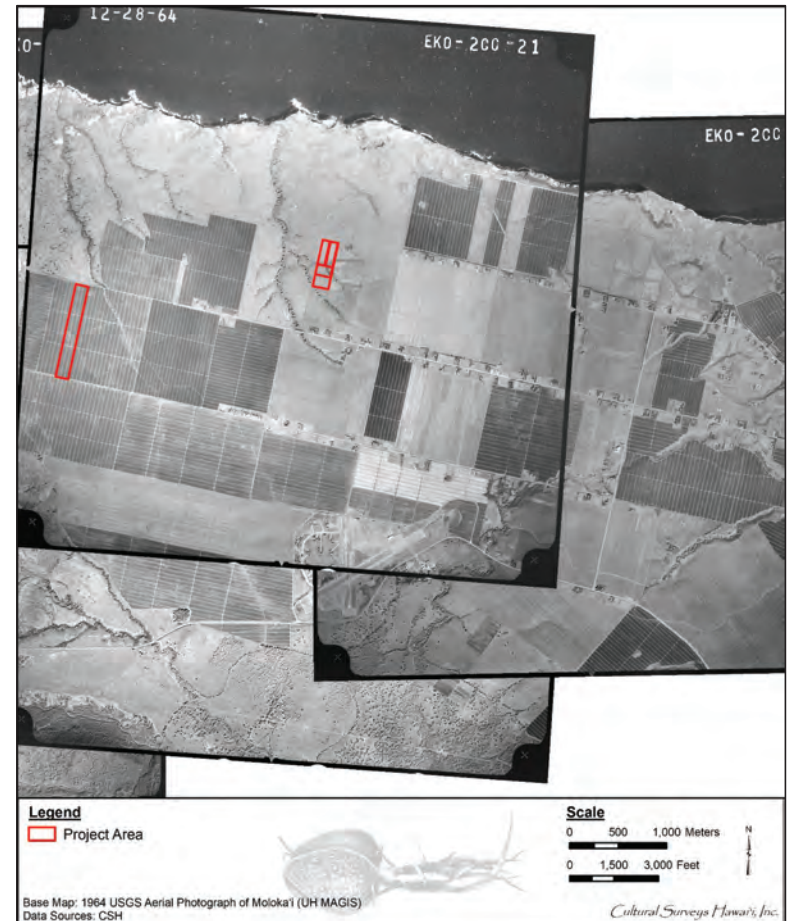 12-28-64
EKO-2CC-21
0-
EKO-2CC
Legend
Project Area
Scale
0 500 1,000 Meters
N
0 1,500 3,000 Feet
Base Map: 1964 USGS Aerial Photograph of Moloka‘i (UH MAGIS)
Data Sources: CSH
Cultural Surveys Hawai‘i, Inc.